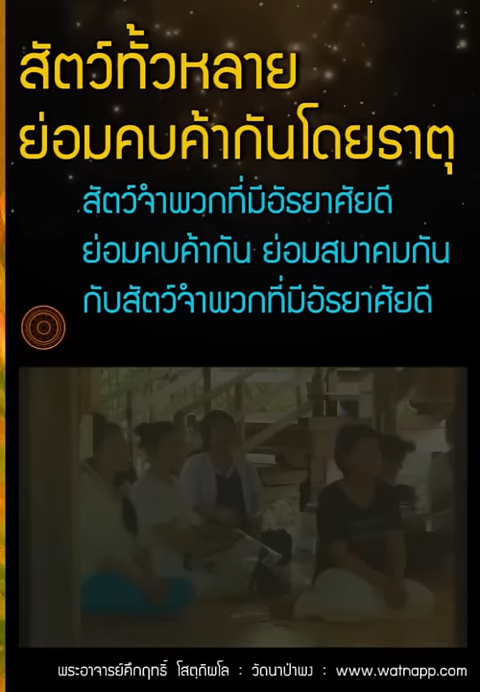 สัตว์ทั้วหลาย
ย่อมคบค้ากันโดยธาตุ
สัตว์จำพวกที่มีอัธยาศัยดี
ย่อมคบค้ากัน ย่อมสมาคมกัน
กับสัตว์จำพวกที่มีอัธยาศัยดี
พระอาจารย์คึกฤทธิ์ โสตฺถิผโล : วัดนาป่าพง : www.watnapp.com